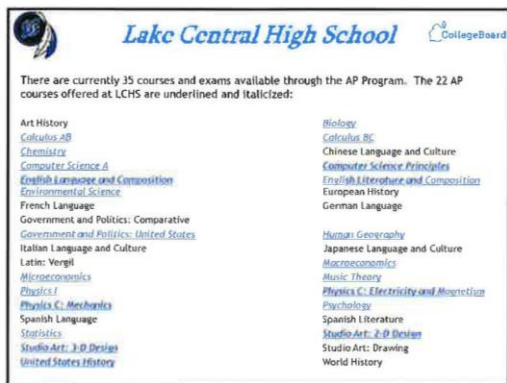 Lake Central High School
CollegeBoard
There are currently 35 courses and exams available through the AP Program. The 22 AP
courses offered at LCHS are underlined and italicized:
Art History
Calculus AB
Chemistry
Computer Science A
English Language and Composition
Environmental Science
French Language
Government and Politics: Comparative
Government and Politics: United States
Italian Language and Culture
Latin: Vergil
Microeconomics
Physics I
Physics C: Mechanics
Spanish Language
Statistics
Studio Art: 3-D Design
United States History
Biology
Calculus BC
Chinese Language and Culture
Computer Science Principles
English Literature and Composition
European History
German Language
Human Geography
Japanese Language and Culture
Macroeconomics
Music Theory
Physics C: Electricity and Magnetism
Psychology
Spanish Literature
Studio Art: 2-D Design
Studio Art: Drawing
World History